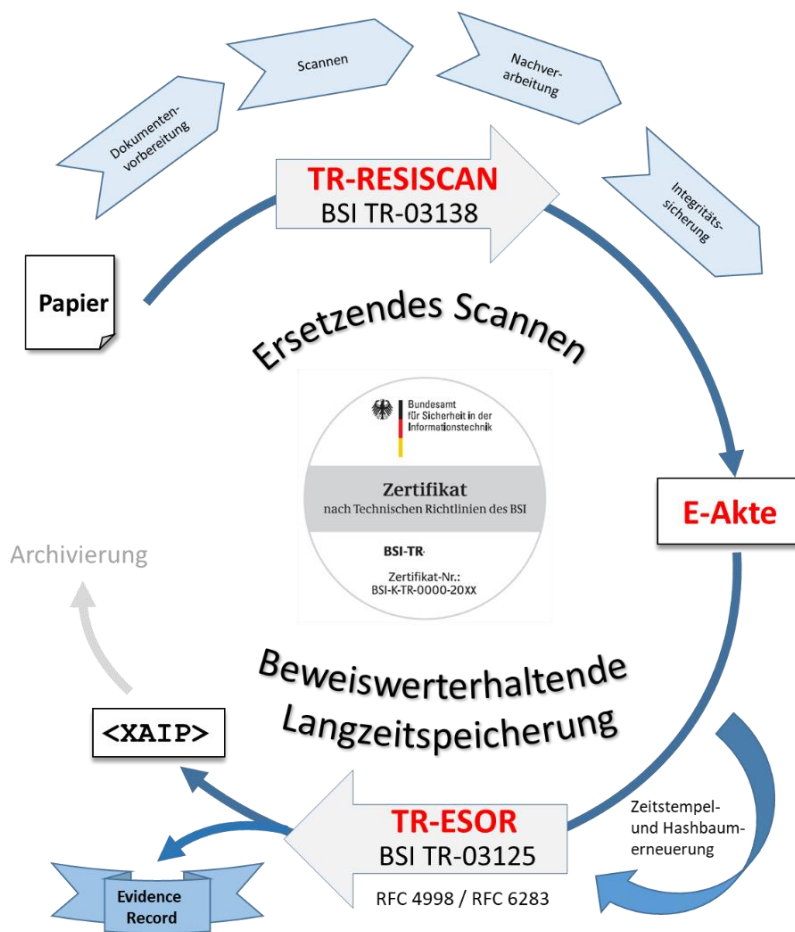 Scannen
Nachver-
arbeitung
Dokumenten-
vorbereitung
Integritäts-
sicherung
TR-RESISCAN
BSI TR-03138
Papier
Ersetzendes Scannen
Bundesamt
für Sicherheit in der
Informationstechnik
Zertifikat
nach Technischen Richtlinien des BSI
BSI-TR-
Zertifikat-Nr.:
BSI-K-TR-0000-20XX
E-Akte
Archivierung
Beweiswerterhaltende
Langzeitspeicherung
<XAIP>
TR-ESOR
BSI TR-03125
RFC 4998 / RFC 6283
Zeitstempel-
und Hashbaum-
erneuerung
Evidence
Record